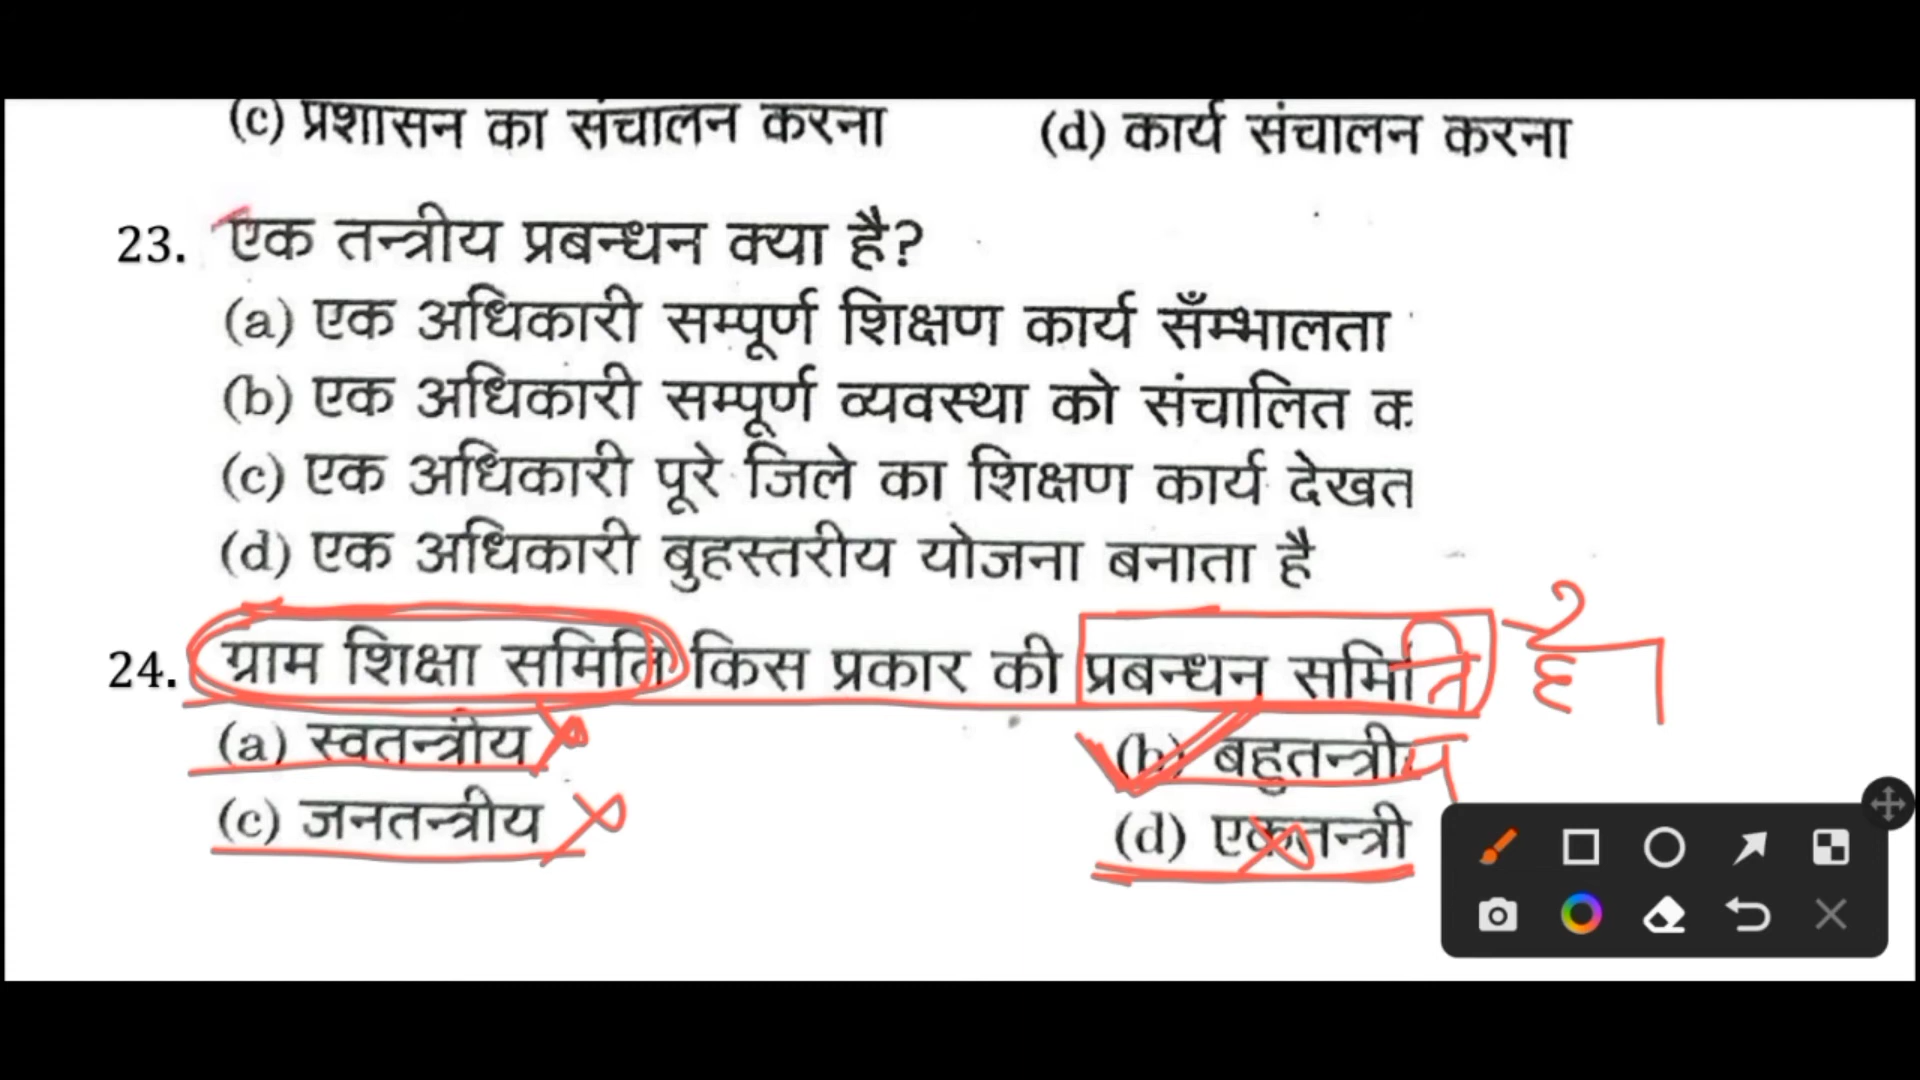 (c) प्रशासन का संचालन करना (d) कार्य संचालन करना
23. एक तन्त्रीय प्रबन्धन क्या है?
(a) एक अधिकारी सम्पूर्ण शिक्षण कार्य सँम्भालता
(b) एक अधिकारी सम्पूर्ण व्यवस्था को संचालित क
(c) एक अधिकारी पूरे जिले का शिक्षण कार्य देखत
(d) एक अधिकारी बुहस्तरीय योजना बनाता है
24. ग्राम शिक्षा समिति किस प्रकार की प्रबन्धन समिति है।
(a) स्वतन्त्रीय (b) बहुतन्त्रीय
(c) जनतन्त्रीय (d) एकतन्त्री